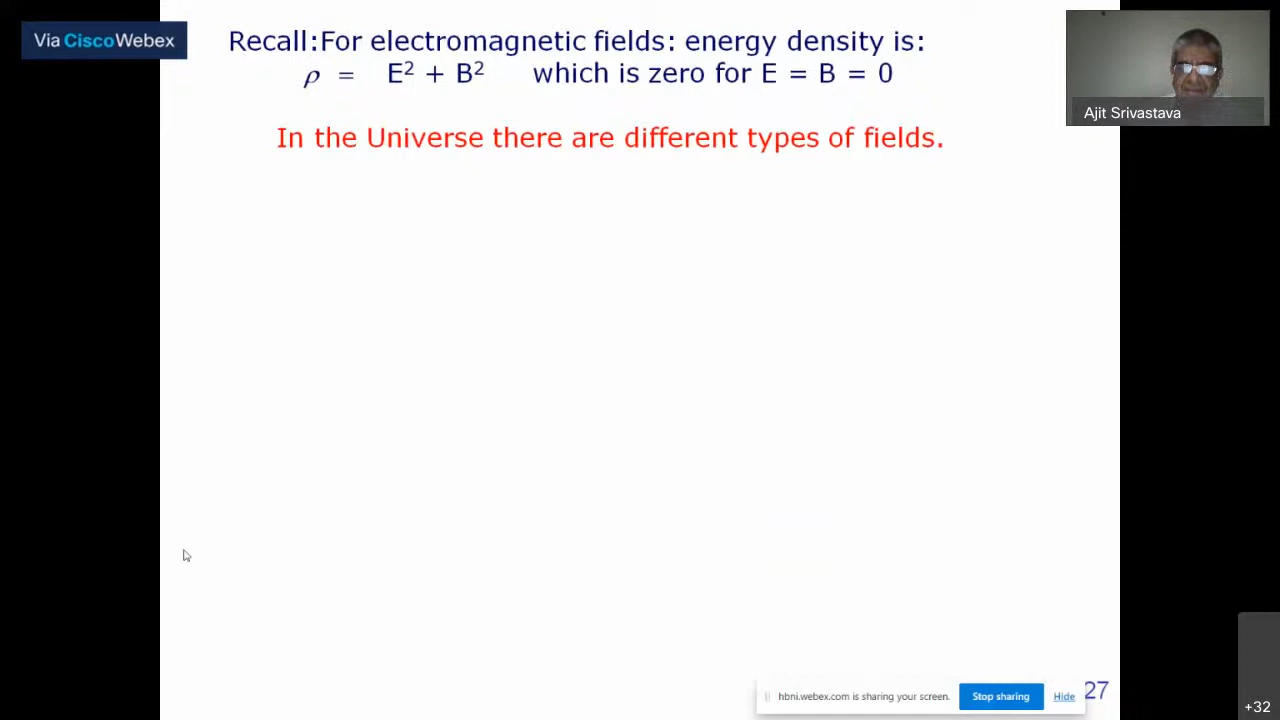 Via Cisco Webex
Recall:For electromagnetic fields: energy density is:
ρ = E² + B² which is zero for E = B = 0
Ajit Srivastava
In the Universe there are different types of fields.
hbni.webex.com is sharing your screen. Stop sharing Hide
27
+32